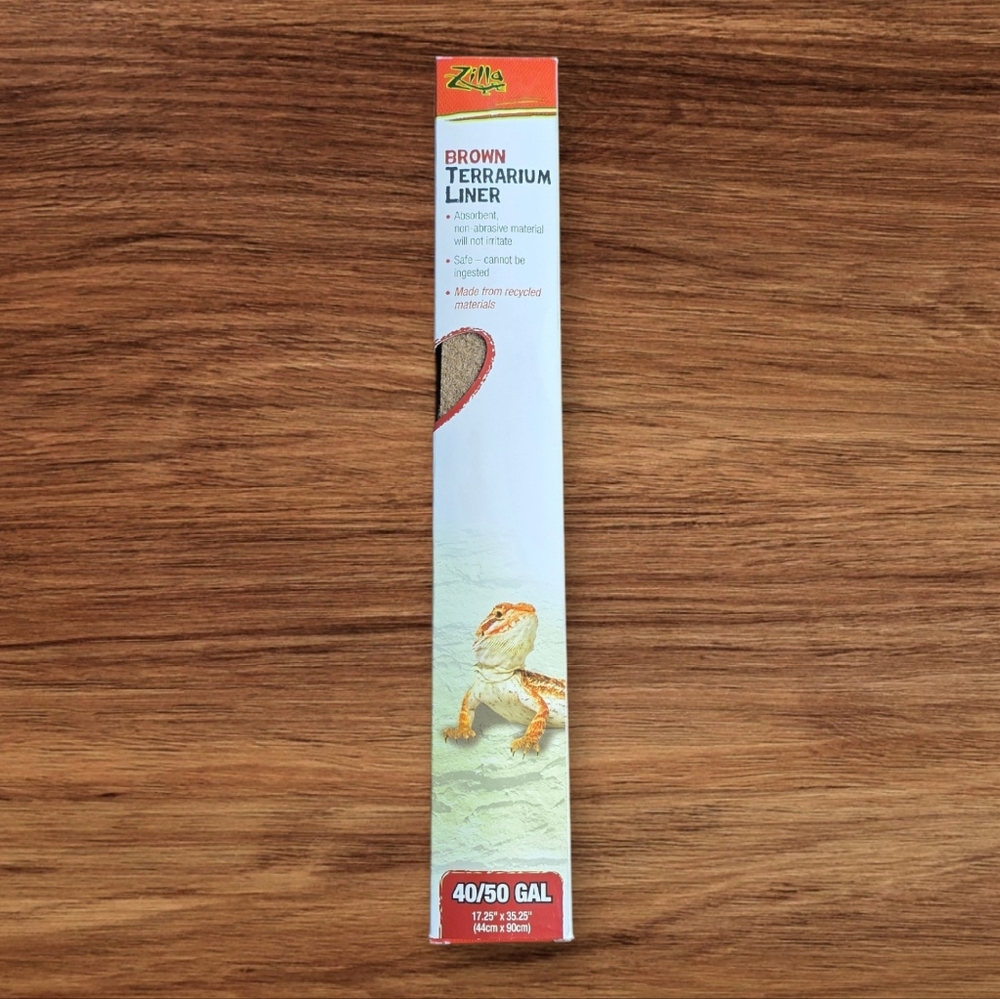 Zilla
BROWN
TERRARIUM
LINER
• Absorbent,
non-abrasive material
will not irritate
• Safe – cannot be
ingested
• Made from recycled
materials
40/50 GAL
17.25" x 35.25"
(44cm x 90cm)